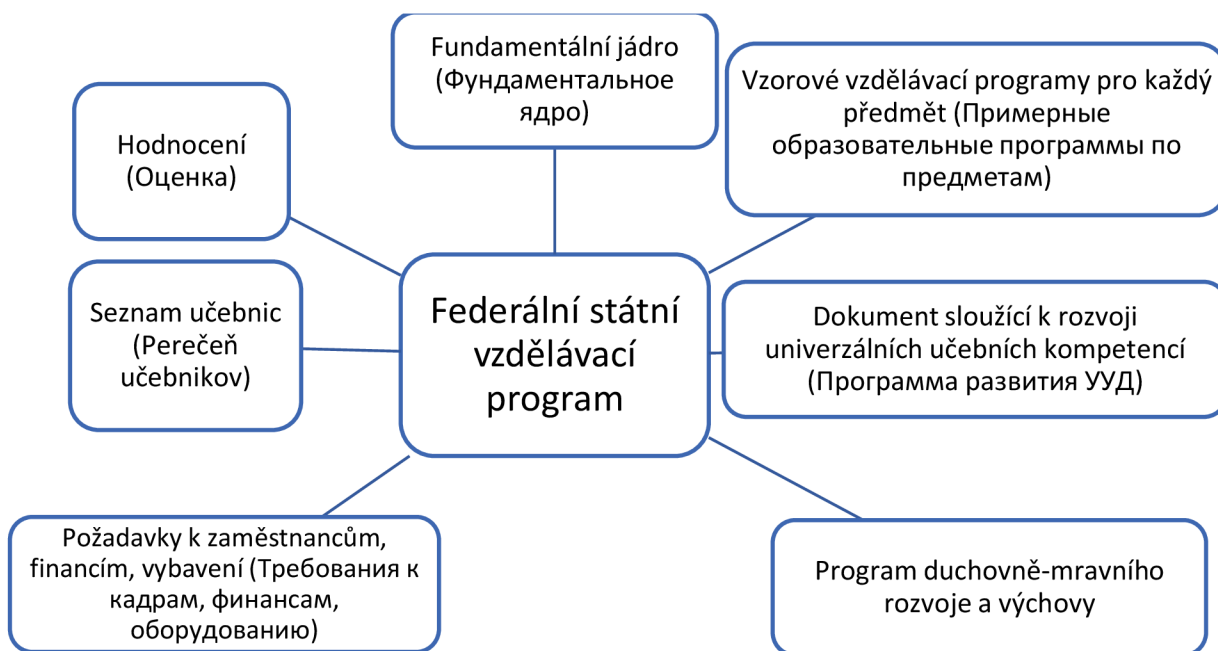 Fundamentální jádro
(Фундаментальное
ядро)
Vzorové vzdělávací programy pro každý
předmět (Примерные
образовательные программы по
предметам)
Hodnocení
(Оценка)
Seznam učebnic
(Perečeň
učebnikov)
Federální státní
vzdělávací
program
Dokument sloužící k rozvoji
univerzálních učebních kompetencí
(Программа развития УУД)
Požadavky k zaměstnancům,
financím, vybavení (Требования к
кадрам, финансам,
оборудованию)
Program duchovně-mravního
rozvoje a výchovy